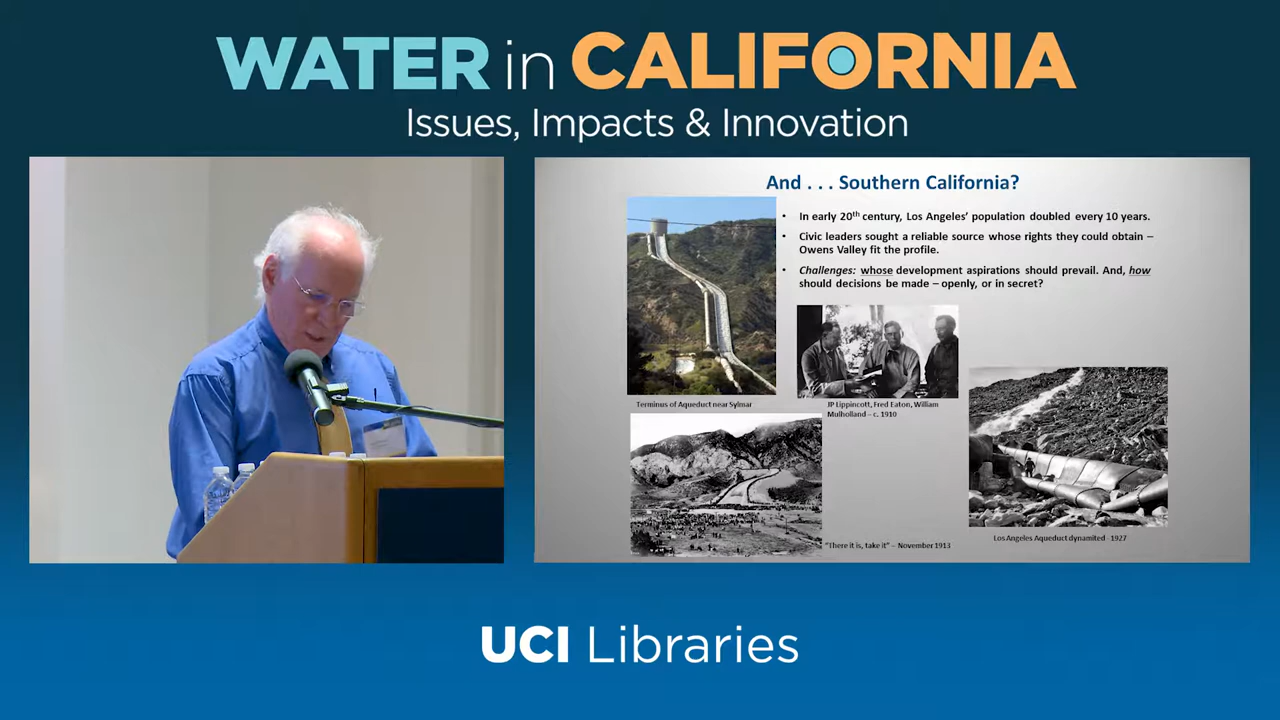 WATER in CALIFORNIA
Issues, Impacts & Innovation
And . . . Southern California?
• In early 20th century, Los Angeles' population doubled every 10 years.
• Civic leaders sought a reliable source whose rights they could obtain –
Owens Valley fit the profile.
• Challenges: whose development aspirations should prevail. And, how
should decisions be made – openly, or in secret?
Terminus of Aqueduct near Sylmar
JP Lippincott, Fred Eaton, William
Mulholland – c. 1910
"There it is, take it" – November 1913
Los Angeles Aqueduct dynamited - 1927
UCI Libraries